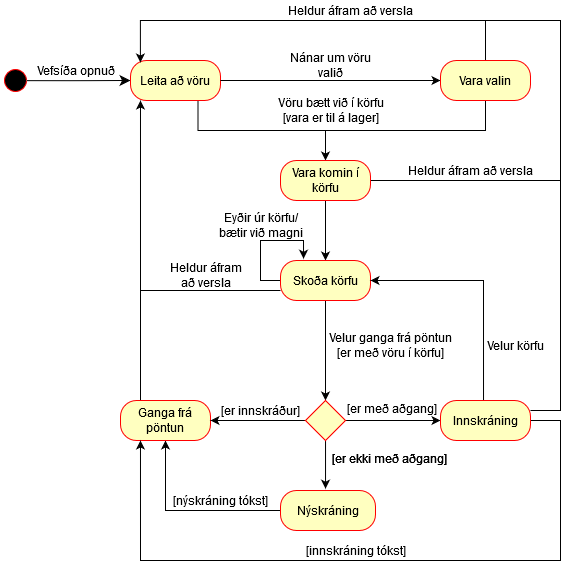 Heldur áfram að versla
Vefsíða opnuð
Leita að vöru
Nánar um vöru
valið
Vara valin
Vöru bætt við í körfu
[vara er til á lager]
Vara komin í
körfu
Heldur áfram að versla
Eyðir úr körfu/
bætir við magni
Heldur áfram
að versla
Skoða körfu
Velur ganga frá pöntun
[er með vöru í körfu]
Velur körfu
Ganga frá
pöntun
[er innskráður]
[er með aðgang]
Innskráning
[er ekki með aðgang]
[nýskráning tókst]
Nýskráning
[innskráning tókst]